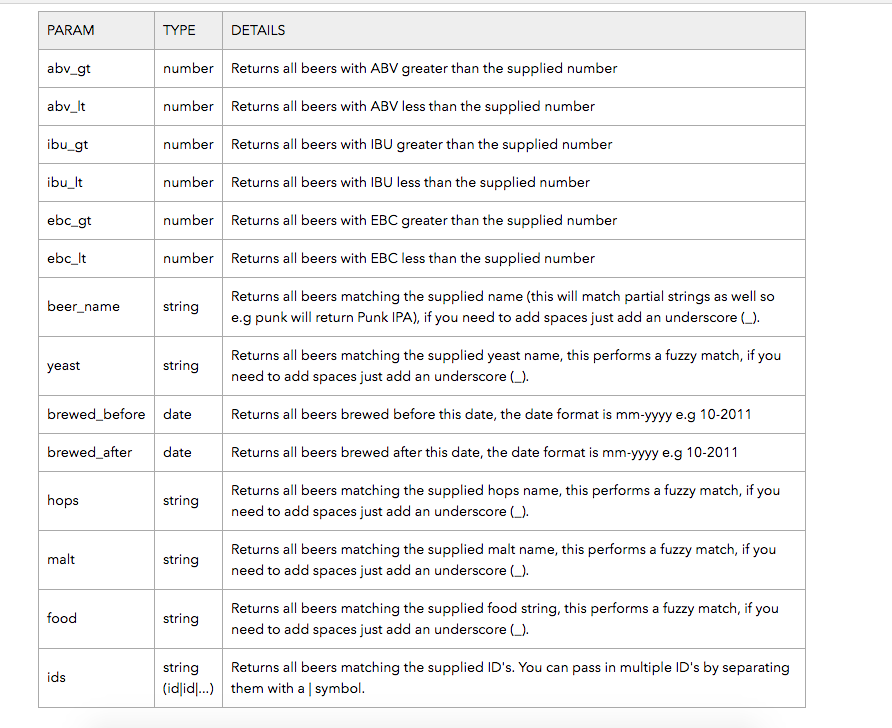 PARAM TYPE DETAILS
abv_gt number Returns all beers with ABV greater than the supplied number
abv_lt number Returns all beers with ABV less than the supplied number
ibu_gt number Returns all beers with IBU greater than the supplied number
ibu_lt number Returns all beers with IBU less than the supplied number
ebc_gt number Returns all beers with EBC greater than the supplied number
ebc_lt number Returns all beers with EBC less than the supplied number
beer_name string Returns all beers matching the supplied name (this will match partial strings as well so
e.g punk will return Punk IPA), if you need to add spaces just add an underscore (_).
yeast string Returns all beers matching the supplied yeast name, this performs a fuzzy match, if you
need to add spaces just add an underscore (_).
brewed_before date Returns all beers brewed before this date, the date format is mm-yyyy e.g 10-2011
brewed_after date Returns all beers brewed after this date, the date format is mm-yyyy e.g 10-2011
hops string Returns all beers matching the supplied hops name, this performs a fuzzy match, if you
need to add spaces just add an underscore (_).
malt string Returns all beers matching the supplied malt name, this performs a fuzzy match, if you
need to add spaces just add an underscore (_).
food string Returns all beers matching the supplied food string, this performs a fuzzy match, if you
need to add spaces just add an underscore (_).
ids string Returns all beers matching the supplied ID's. You can pass in multiple ID's by separating
(id|id|...) them with a | symbol.